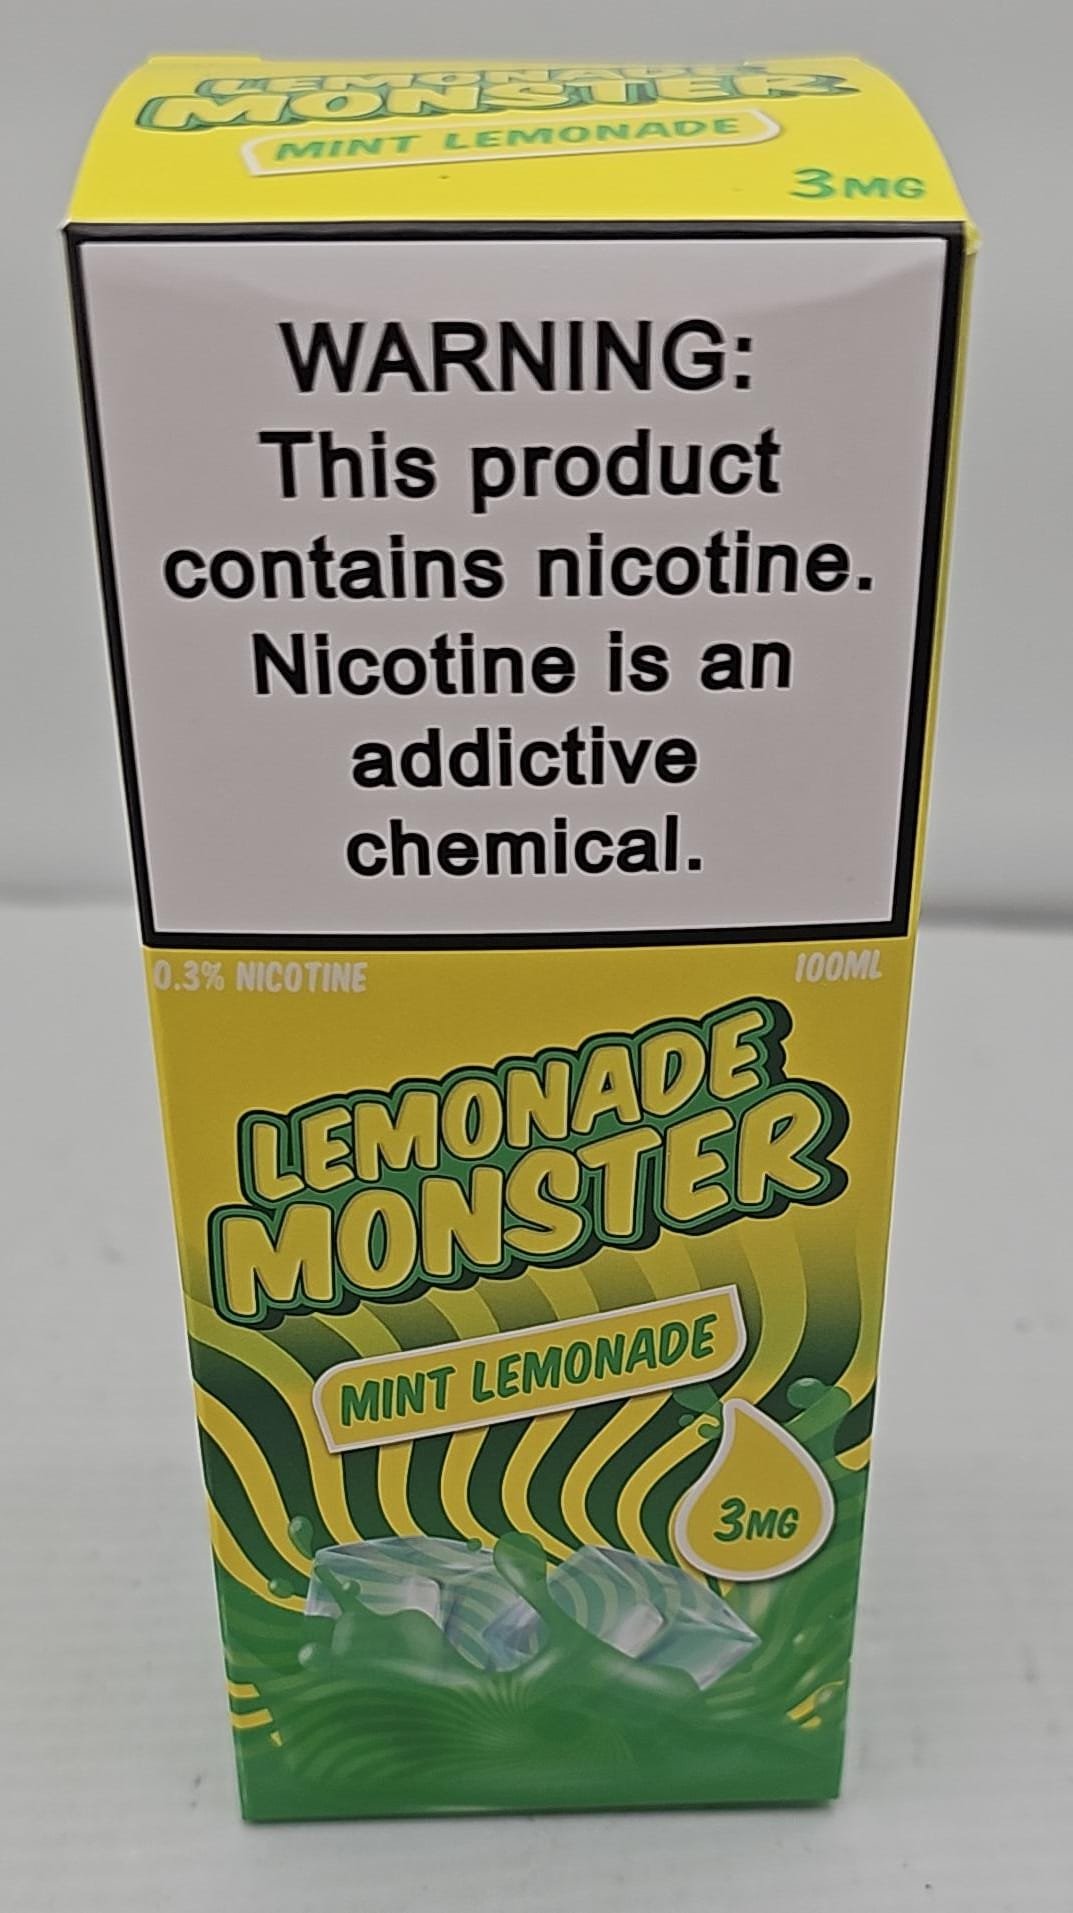 LEMONADE
MONSTER
MINT LEMONADE
3MG
WARNING:
This product
contains nicotine.
Nicotine is an
addictive
chemical.
0.3% NICOTINE
100ML
LEMONADE
MONSTER
MINT LEMONADE
3MG